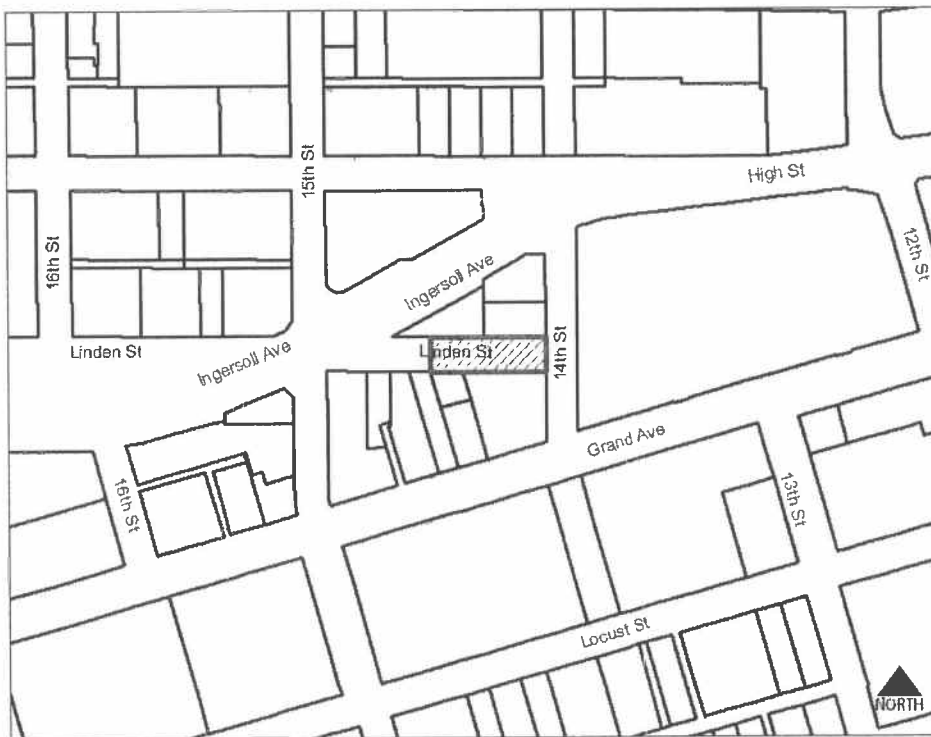 15th St
High St
16th St
12th St
Ingersoll Ave
Linden St
Ingersoll Ave
Linden St
14th St
Grand Ave
16th St
13th St
Locust St
NORTH